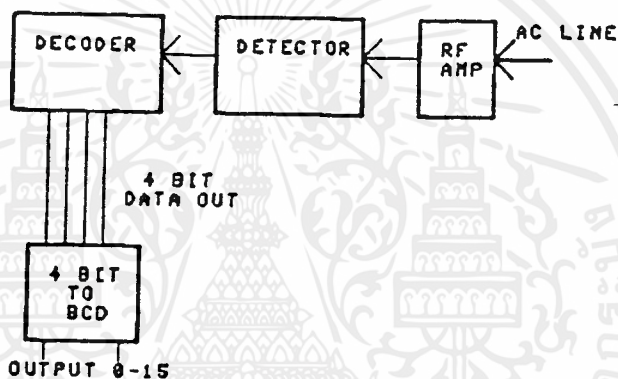 DECODER
DETECTOR
RF
AMP
AC LINE
4 BIT
DATA OUT
4 BIT
TO
BCD
OUTPUT 0-15